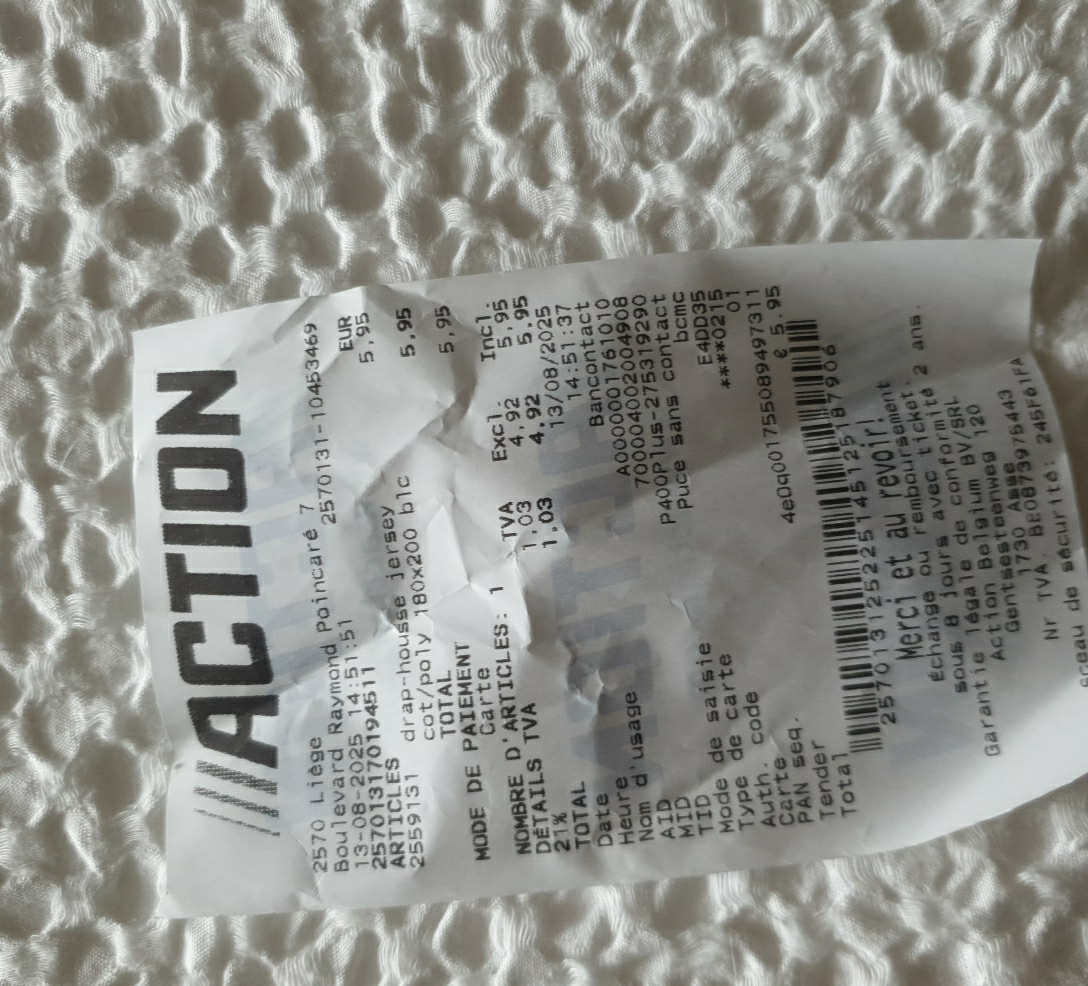 ///ACTION
2570 Liège
Boulevard Raymond Poincaré 7
13-08-2025 14:51:51 2570131-10453469
2570131170194511
ARTICLES EUR
2559131 drap-housse jersey 5,95
cot/poly 180x200 blc
TOTAL 5,95
MODE DE PAIEMENT
Carte 5,95
NOMBRE D'ARTICLES: 1
DÉTAILS TVA TVA Excl. Incl.
21% 1,03 4,92 5,95
TOTAL 1,03 4,92 5,95
Date 13/08/2025
Heure 14:51:37
Nom d'usage Bancontact
AID A0000001761010
MID 700004002004908
TID P400Plus-275319290
Mode de saisie Puce sans contact
Type de carte bcmc
Auth. code E4DD35
Carte ****0215
PAN seq. 01
Tender 4e0q001755089497311
Total € 5.95
257013125225145125187906
Merci et au revoir!
Échange ou remboursement
sous 8 jours avec ticket.
Garantie légale de conformité 2 ans.
Action Belgium BV/SRL
Gentsesteenweg 120
1730 Asse
Nr TVA. BE0873975443
sceau de sécurité: 245F61FA